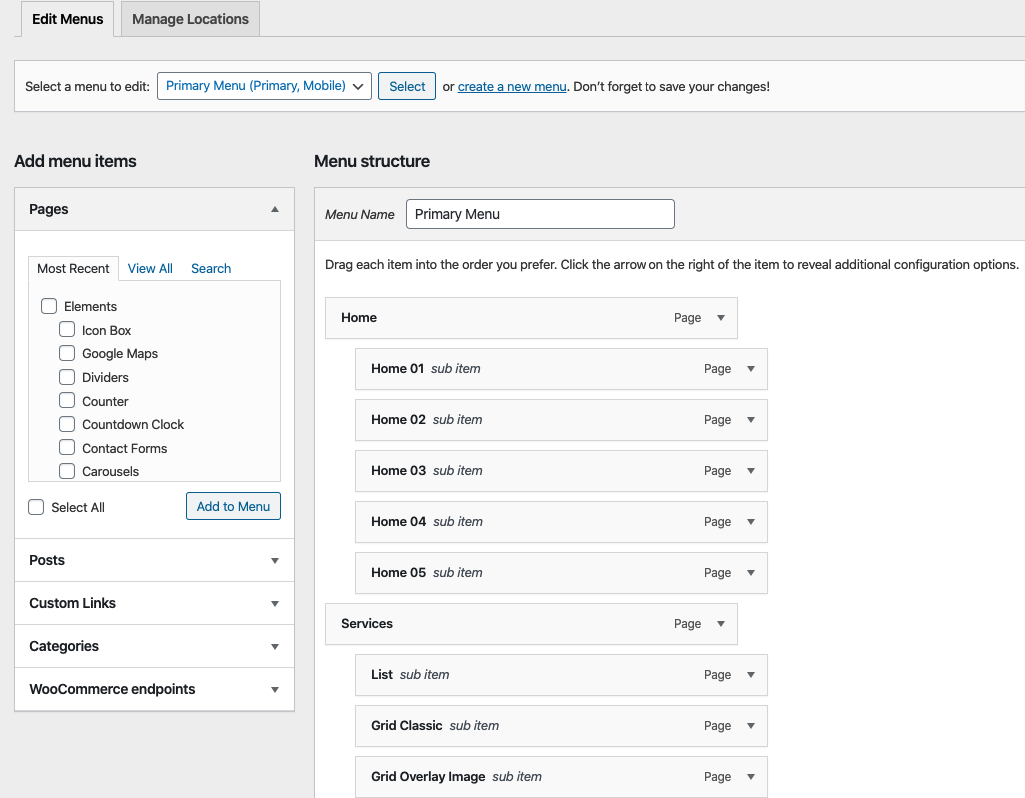 Edit Menus
Manage Locations
Select a menu to edit: Primary Menu (Primary, Mobile) Select or create a new menu. Don’t forget to save your changes!
Add menu items
Pages
Most Recent View All Search
Elements
Icon Box
Google Maps
Dividers
Counter
Countdown Clock
Contact Forms
Carousels
Select All Add to Menu
Posts
Custom Links
Categories
WooCommerce endpoints
Menu structure
Menu Name Primary Menu
Drag each item into the order you prefer. Click the arrow on the right of the item to reveal additional configuration options.
Home Page
Home 01 sub item Page
Home 02 sub item Page
Home 03 sub item Page
Home 04 sub item Page
Home 05 sub item Page
Services Page
List sub item Page
Grid Classic sub item Page
Grid Overlay Image sub item Page